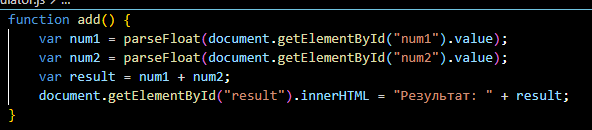 ulator.js / ...
function add() {
    var num1 = parseFloat(document.getElementById("num1").value);
    var num2 = parseFloat(document.getElementById("num2").value);
    var result = num1 + num2;
    document.getElementById("result").innerHTML = "Результат: " + result;
}